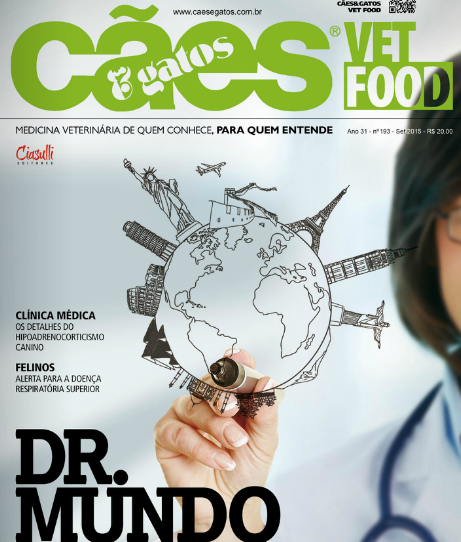 www.caesegatos.com.br
CÃES&GATOS
VET FOOD
cães
& gatos
®
VET
FOOD
MEDICINA VETERINÁRIA DE QUEM CONHECE, PARA QUEM ENTENDE
Ano 31 - nº 193 - Set 2015 - R$ 20,00
Ciasulli
EDITORES
CLÍNICA MÉDICA
OS DETALHES DO
HIPOADRENOCORTICISMO
CANINO
FELINOS
ALERTA PARA A DOENÇA
RESPIRATÓRIA SUPERIOR
DR.
MUNDO